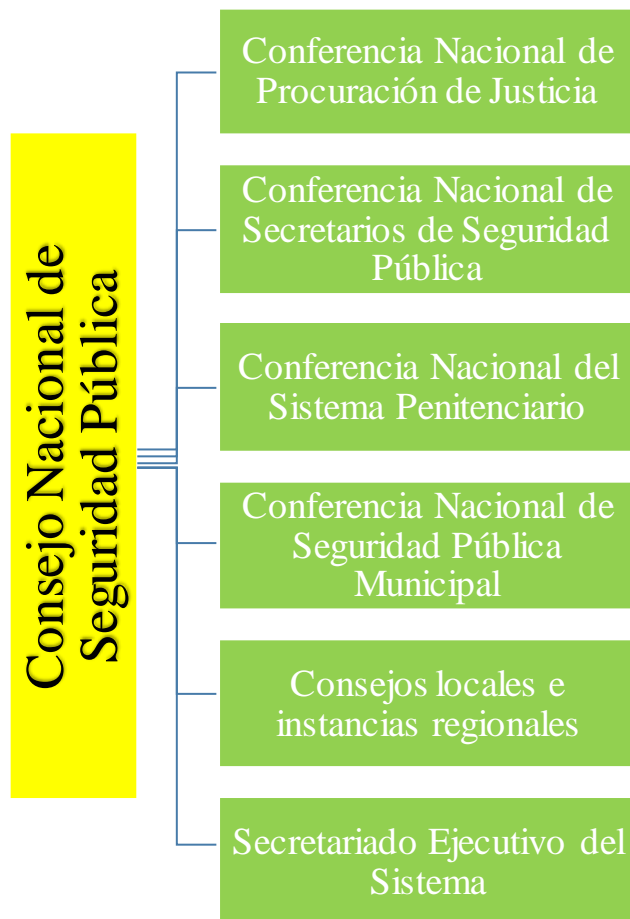 Consejo Nacional de
Seguridad Pública
Conferencia Nacional de
Procuración de Justicia
Conferencia Nacional de
Secretarios de Seguridad
Pública
Conferencia Nacional del
Sistema Penitenciario
Conferencia Nacional de
Seguridad Pública
Municipal
Consejos locales e
instancias regionales
Secretariado Ejecutivo del
Sistema